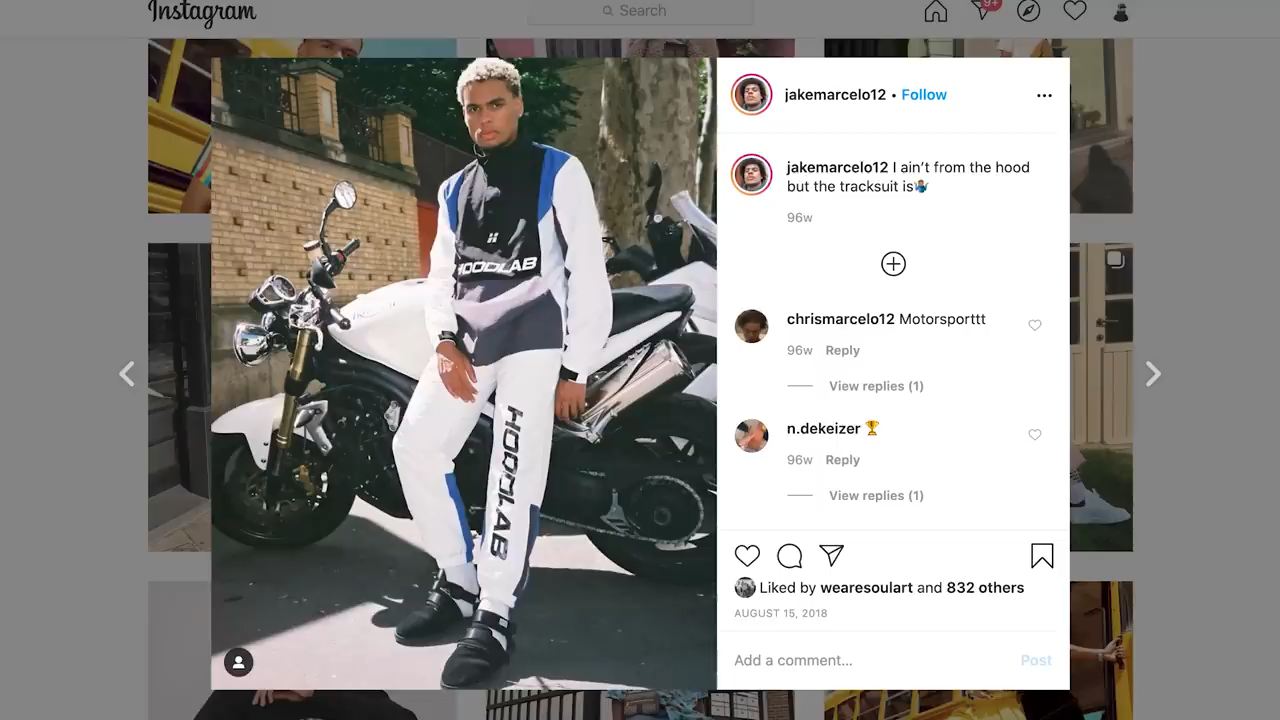 Instagram
Search
9+
jakemarcelo12 • Follow
jakemarcelo12 I ain’t from the hood
but the tracksuit is🤷🏽‍♂️
96w
chrismarcelo12 Motorsporttt
96w Reply
View replies (1)
n.dekeizer 🏆
96w Reply
View replies (1)
Liked by wearesoulart and 832 others
AUGUST 15, 2018
Add a comment... Post
HOODLAB
HOODLAB